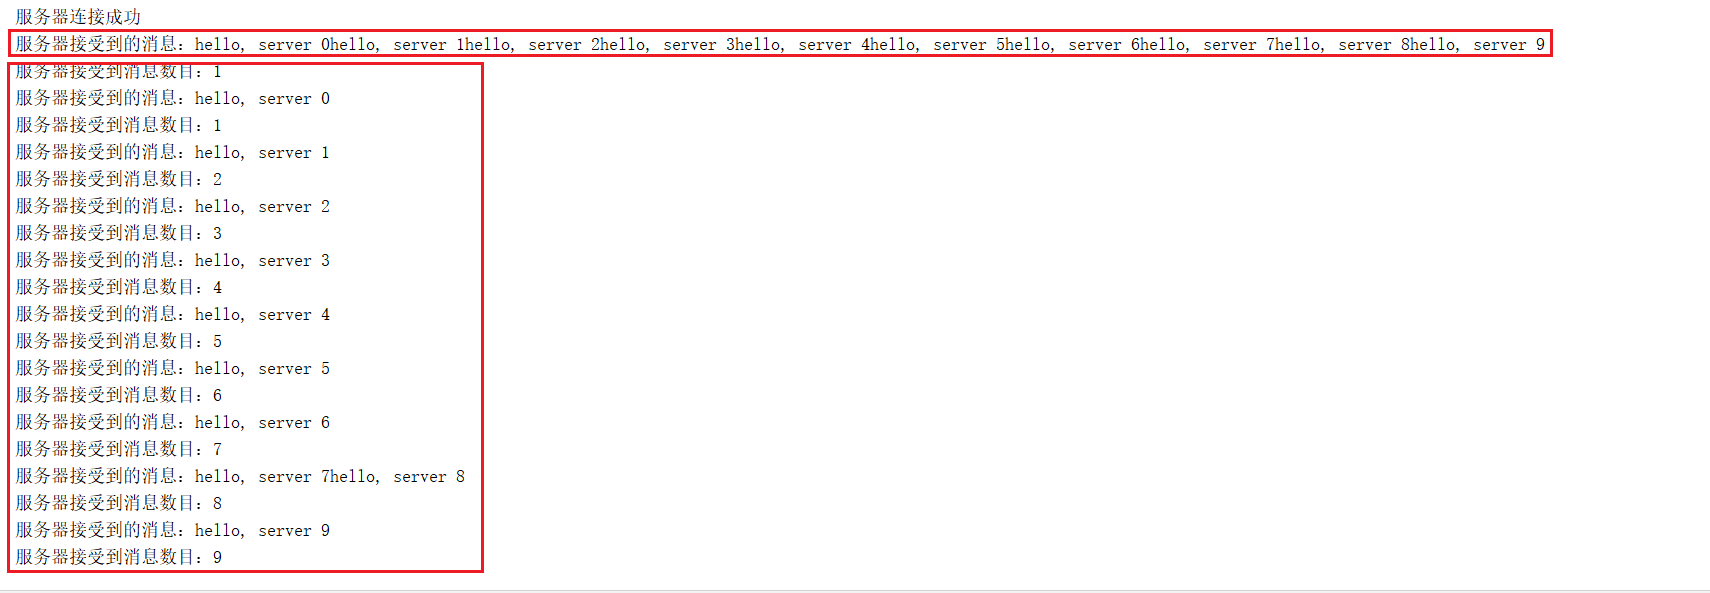 服务器连接成功
服务器接受到的消息：hello, server 0hello, server 1hello, server 2hello, server 3hello, server 4hello, server 5hello, server 6hello, server 7hello, server 8hello, server 9
服务器接受到消息数目：1
服务器接受到的消息：hello, server 0
服务器接受到消息数目：1
服务器接受到的消息：hello, server 1
服务器接受到消息数目：2
服务器接受到的消息：hello, server 2
服务器接受到消息数目：3
服务器接受到的消息：hello, server 3
服务器接受到消息数目：4
服务器接受到的消息：hello, server 4
服务器接受到消息数目：5
服务器接受到的消息：hello, server 5
服务器接受到消息数目：6
服务器接受到的消息：hello, server 6
服务器接受到消息数目：7
服务器接受到的消息：hello, server 7hello, server 8
服务器接受到消息数目：8
服务器接受到的消息：hello, server 9
服务器接受到消息数目：9